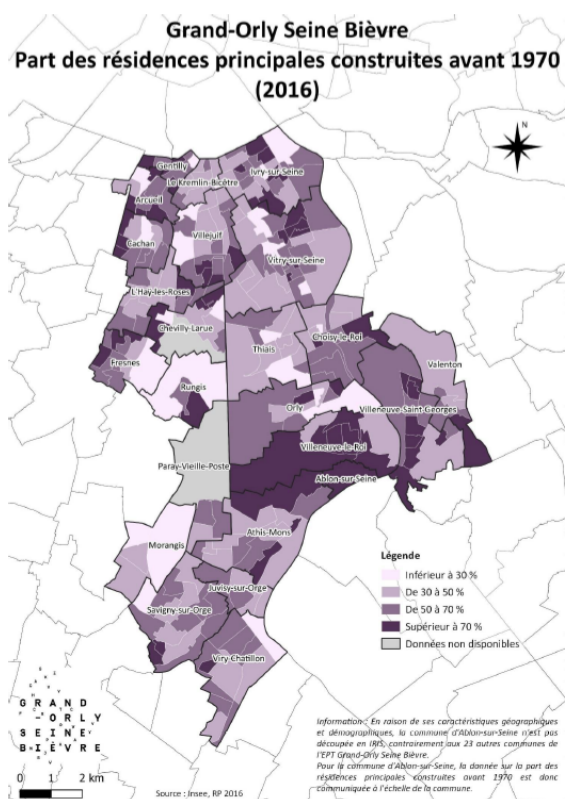 Grand-Orly Seine Bièvre
Part des résidences principales construites avant 1970
(2016)
N
Gentilly
Le Kremlin-Bicêtre
Ivry-sur-Seine
Arcueil
Villejuif
Cachan
Vitry-sur-Seine
L'Haÿ-les-Roses
Chevilly-Larue
Choisy-le-Roi
Thiais
Fresnes
Valenton
Rungis
Orly
Villeneuve-Saint-Georges
Villeneuve-le-Roi
Paray-Vieille-Poste
Ablon-sur-Seine
Athis-Mons
Morangis
Juvisy-sur-Orge
Savigny-sur-Orge
Viry-Chatillon
Légende
Inférieur à 30 %
De 30 à 50 %
De 50 à 70 %
Supérieur à 70 %
Données non disponibles
GRAND
-ORLY
SEINE
BIÈVRE
0 1 2 km
Source : Insee, RP 2016
Information : En raison de ses caractéristiques géographiques
et démographiques, la commune d'Ablon-sur-Seine n'est pas
découpée en IRIS, contrairement aux 23 autres communes de
l'EPT Grand-Orly Seine Bièvre.
Pour la commune d'Ablon-sur-Seine, la donnée sur la part des
résidences principales construites avant 1970 est donc
communiquée à l'échelle de la commune.